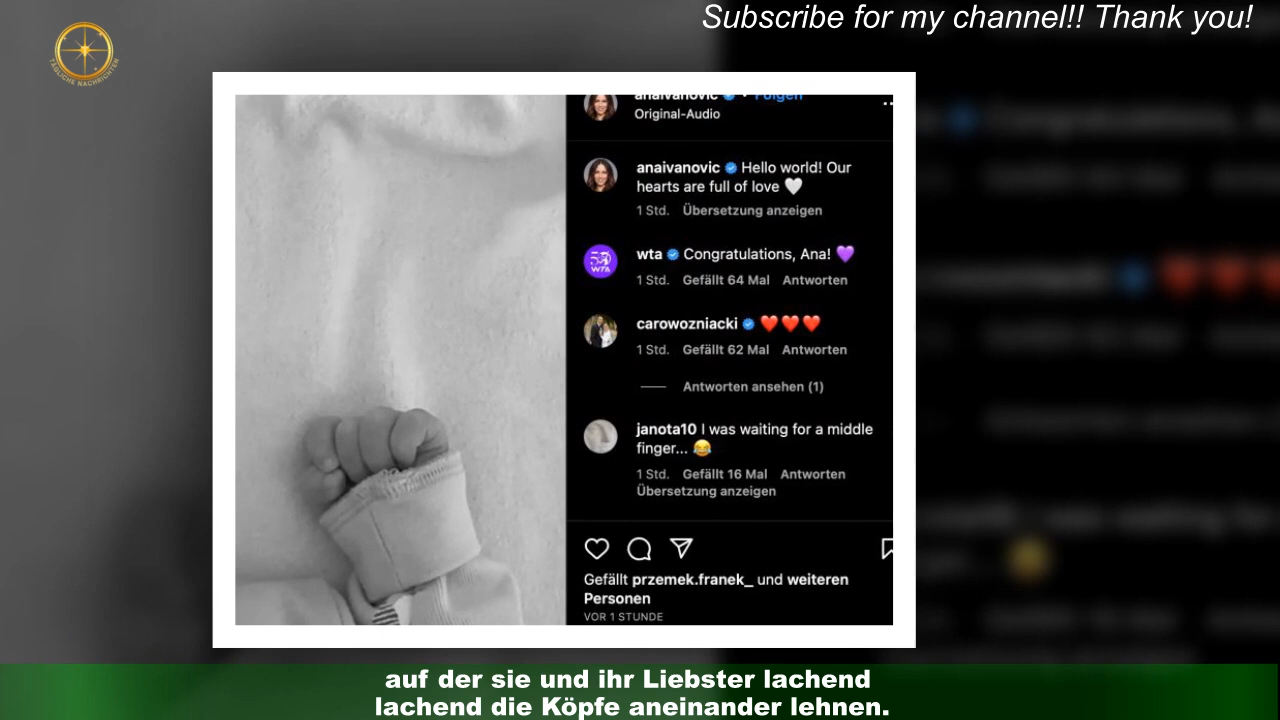 Subscribe for my channel!! Thank you!
TÄGLICHE NACHRICHTEN
anaivanovic • Folgen
Original-Audio
anaivanovic Hello world! Our
hearts are full of love 🤍
1 Std. Übersetzung anzeigen
wta Congratulations, Ana! 💜
1 Std. Gefällt 64 Mal Antworten
carowozniacki ❤️❤️❤️
1 Std. Gefällt 62 Mal Antworten
Antworten ansehen (1)
janota10 I was waiting for a middle
finger... 😂
1 Std. Gefällt 16 Mal Antworten
Übersetzung anzeigen
Gefällt przemek.franek_ und weiteren
Personen
VOR 1 STUNDE
auf der sie und ihr Liebster lachend
lachend die Köpfe aneinander lehnen.